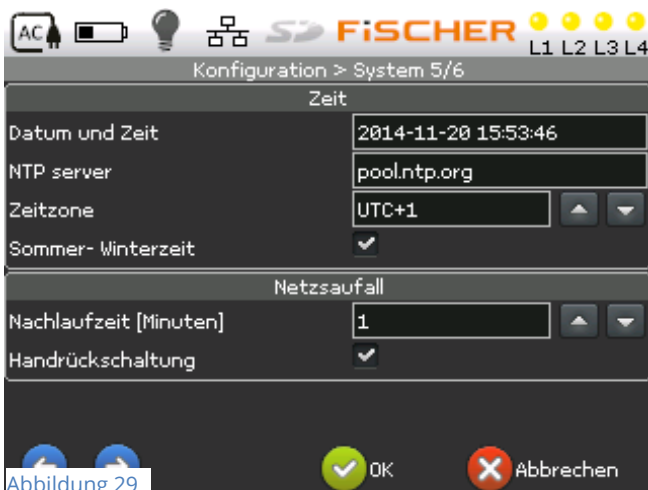 AC
SD FiSCHER
L1 L2 L3 L4
Konfiguration > System 5/6
Zeit
Datum und Zeit 2014-11-20 15:53:46
NTP server pool.ntp.org
Zeitzone UTC+1
Sommer- Winterzeit
Netzsaufall
Nachlaufzeit [Minuten] 1
Handrückschaltung
OK Abbrechen
Abbildung 29